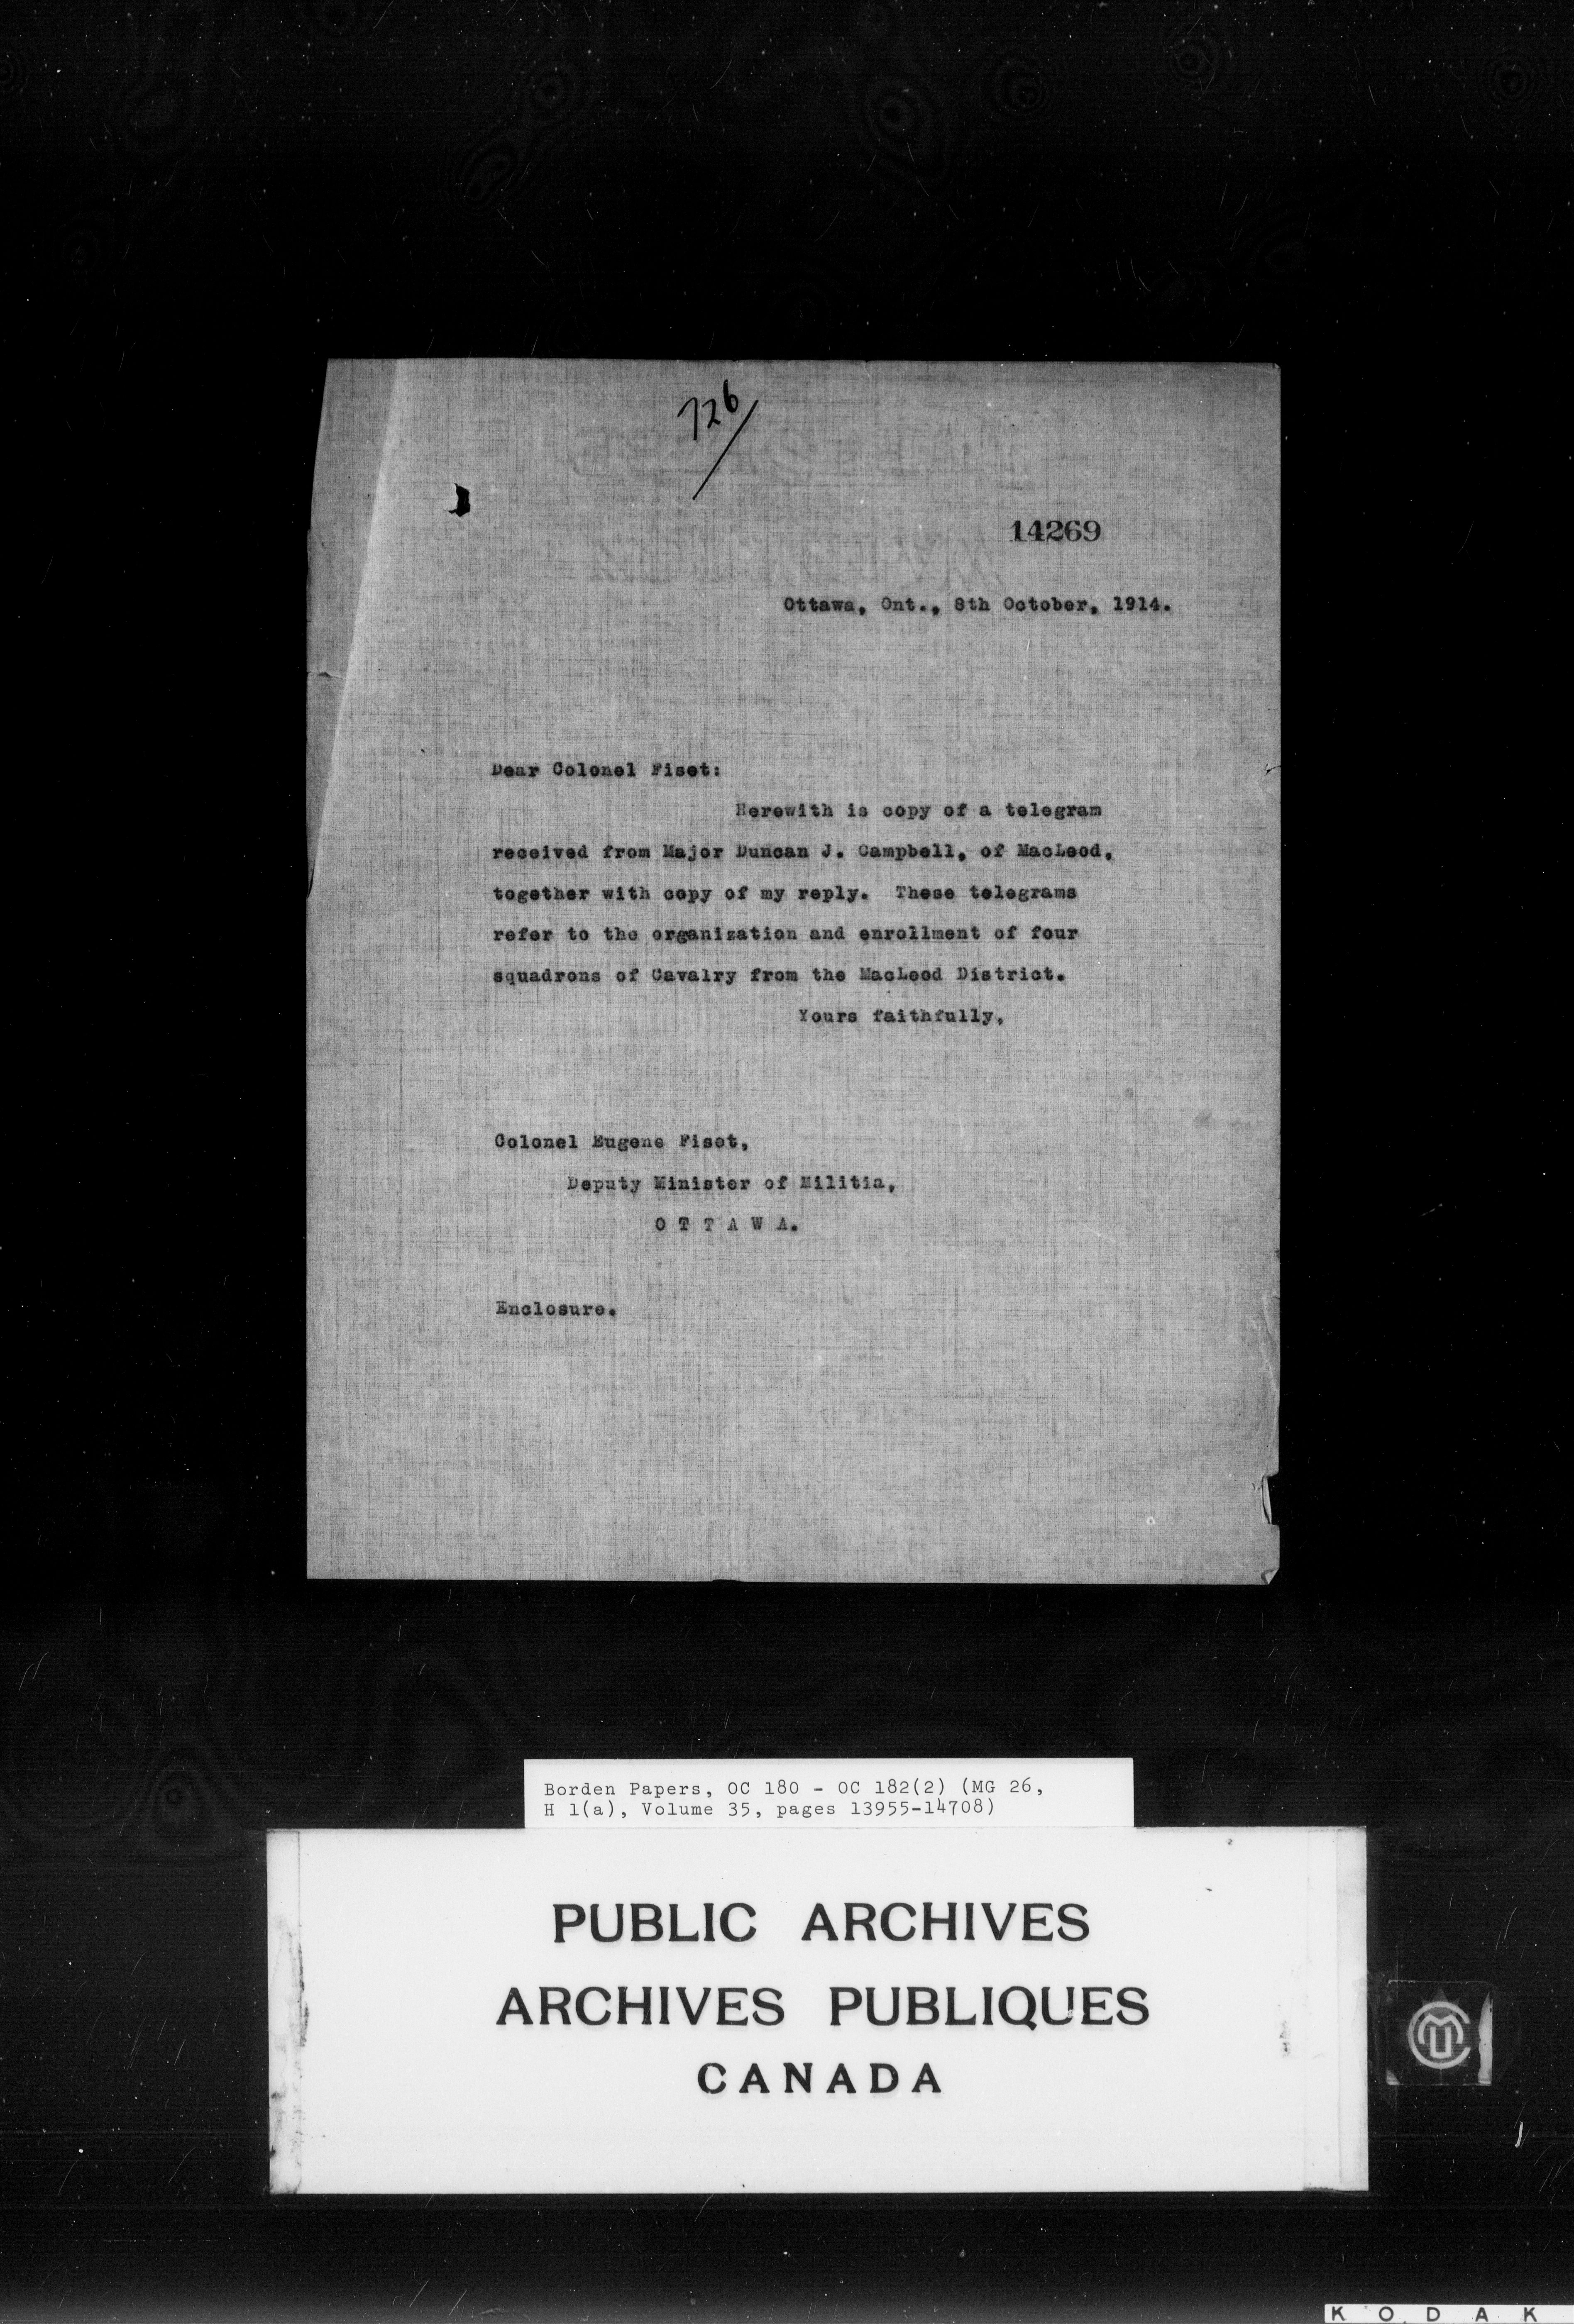 726
14269
Ottawa, Ont., 8th October, 1914.
Dear Colonel Fiset:
Herewith is copy of a telegram
received from Major Duncan J. Campbell, of MacLeod,
together with copy of my reply. These telegrams
refer to the organization and enrollment of four
squadrons of Cavalry from the MacLeod District.
Yours faithfully,
Colonel Eugene Fiset,
Deputy Minister of Militia,
O T T A W A.
Enclosure.
Borden Papers, OC 180 - OC 182(2) (MG 26,
H 1(a), Volume 35, pages 13955-14708)
PUBLIC ARCHIVES
ARCHIVES PUBLIQUES
CANADA
K O D A K